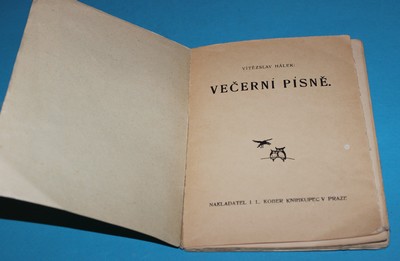 VÍTĚZSLAV HÁLEK:
VEČERNÍ PÍSNĚ.
NAKLADATEL I. L. KOBER KNIHKUPEC V PRAZE